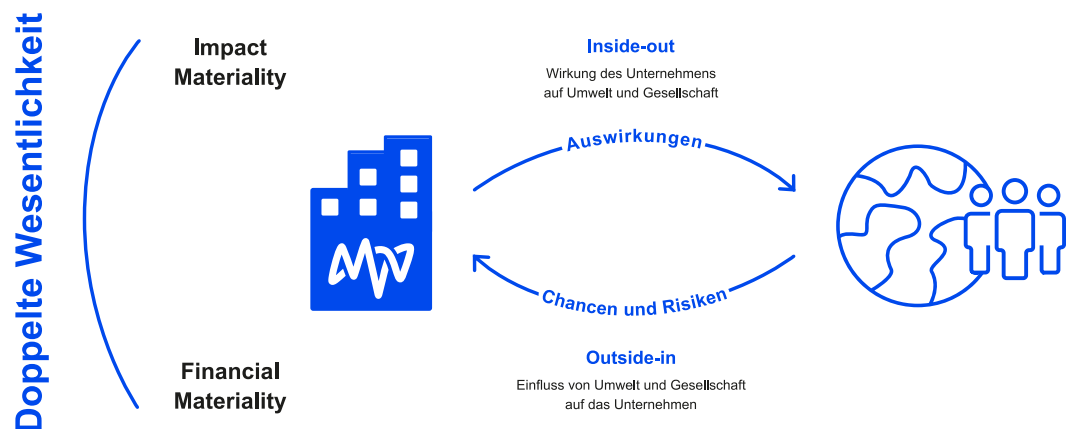 Doppelte Wesentlichkeit
Impact
Materiality
Inside-out
Wirkung des Unternehmens
auf Umwelt und Gesellschaft
Auswirkungen
Chancen und Risiken
Financial
Materiality
Outside-in
Einfluss von Umwelt und Gesellschaft
auf das Unternehmen